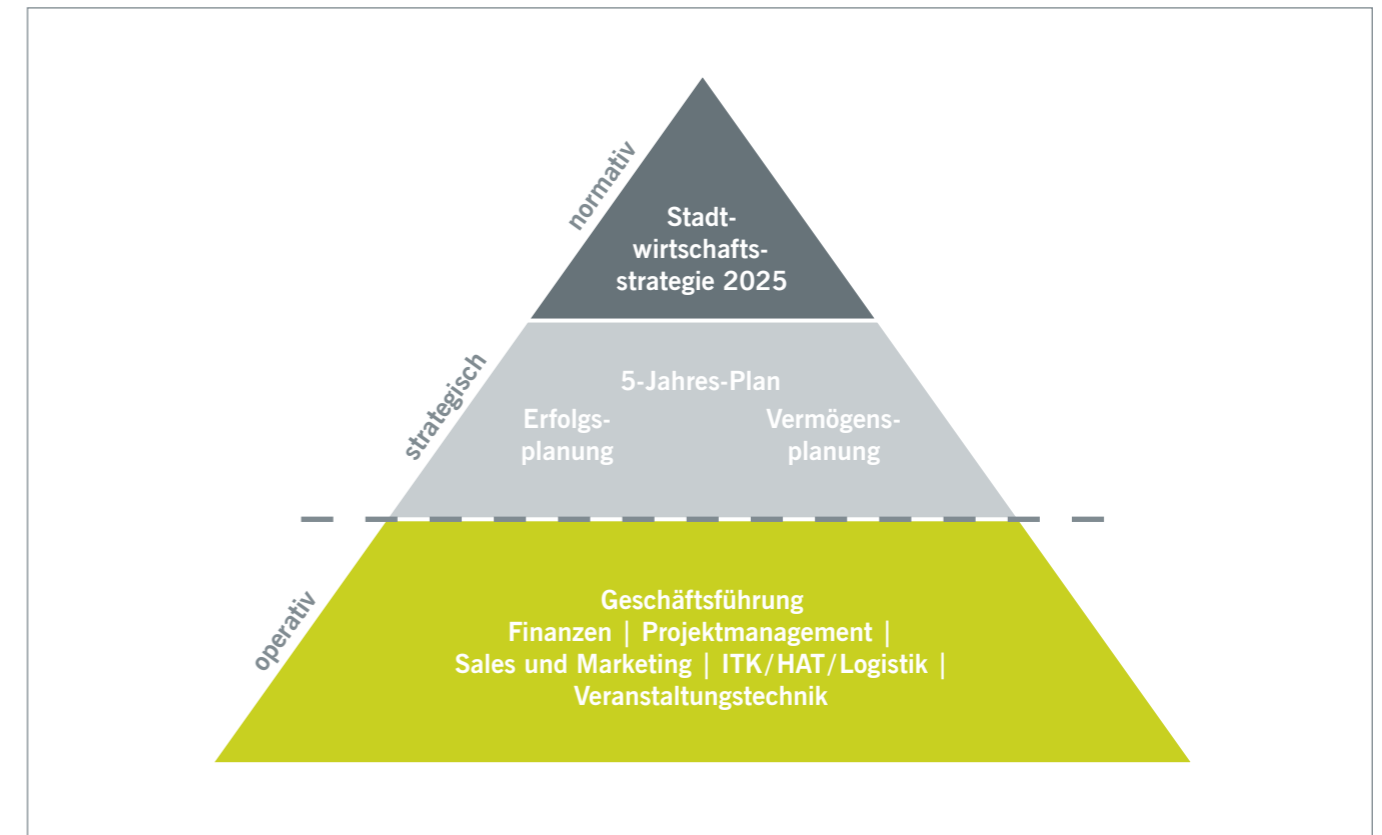 normativ
Stadt-
wirtschafts-
strategie 2025
strategisch
5-Jahres-Plan
Erfolgs-
planung
Vermögens-
planung
operativ
Geschäftsführung
Finanzen | Projektmanagement |
Sales und Marketing | ITK/HAT/Logistik |
Veranstaltungstechnik